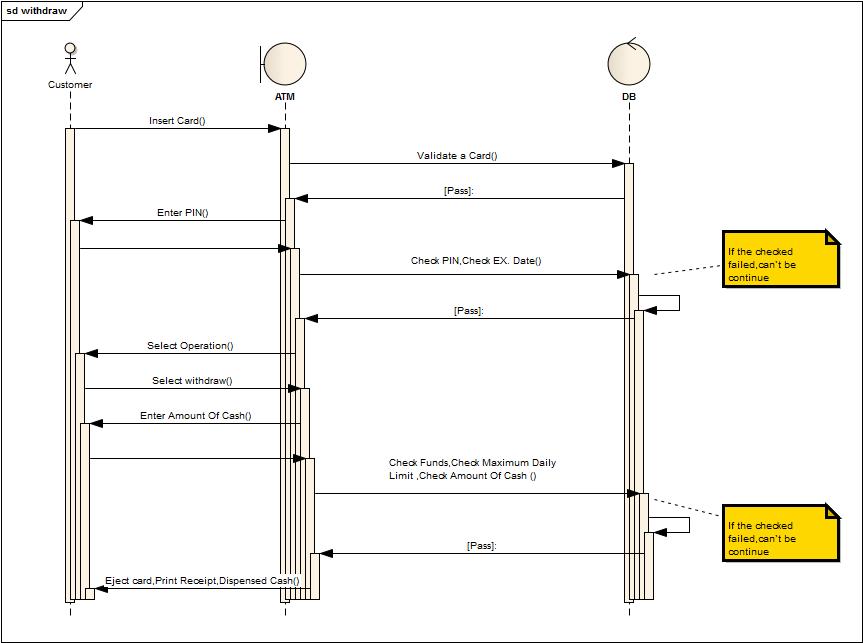 sd withdraw
Customer
ATM
DB
Insert Card()
Validate a Card()
[Pass]:
Enter PIN()
If the checked
failed,can't be
continue
Check PIN,Check EX. Date()
[Pass]:
Select Operation()
Select withdraw()
Enter Amount Of Cash()
Check Funds,Check Maximum Daily
Limit ,Check Amount Of Cash ()
If the checked
failed,can't be
continue
[Pass]:
Eject card,Print Receipt,Dispensed Cash()